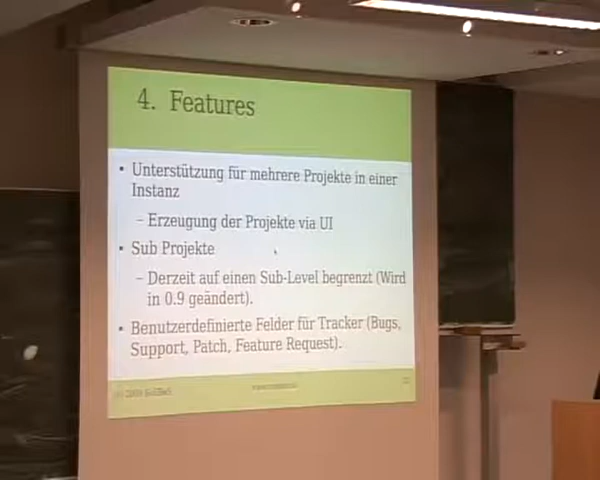 4. Features
• Unterstützung für mehrere Projekte in einer
Instanz
– Erzeugung der Projekte via UI
• Sub Projekte
– Derzeit auf einen Sub-Level begrenzt (Wird
in 0.9 geändert).
• Benutzerdefinierte Felder für Tracker (Bugs,
Support, Patch, Feature Request).